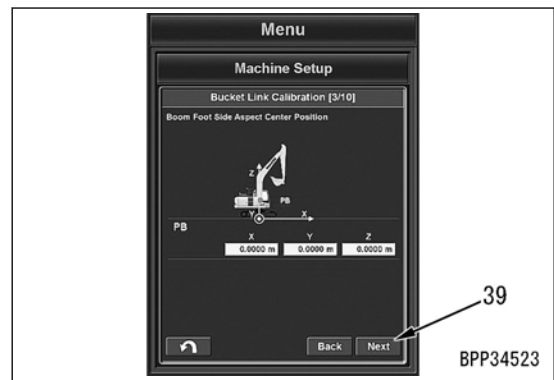 Menu
Machine Setup
Bucket Link Calibration [3/10]
Boom Foot Side Aspect Center Position
Z
PB
Y X
PB
X Y Z
0.0000 m 0.0000 m 0.0000 m
Back Next
39
BPP34523